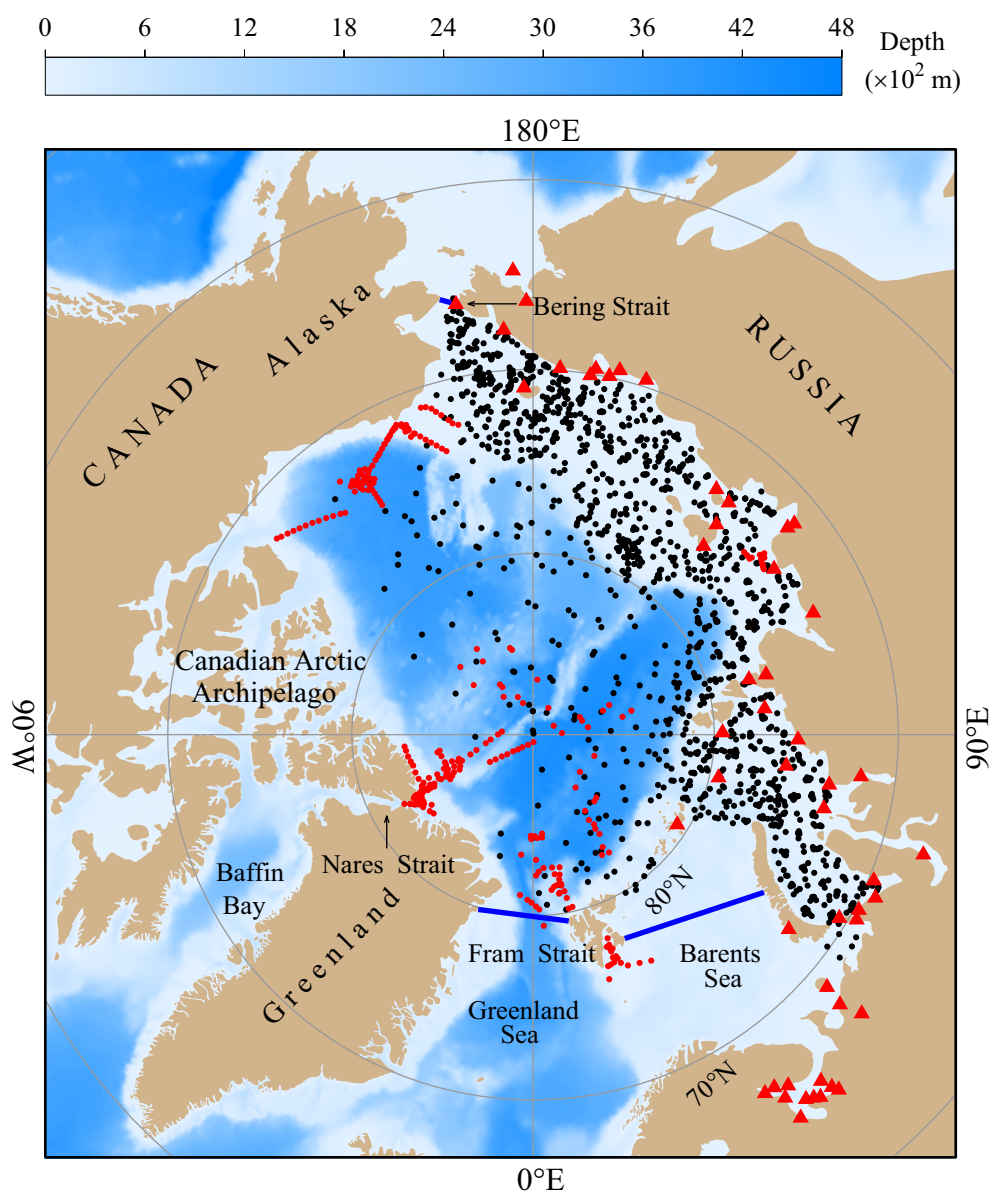 0 6 12 18 24 30 36 42 48
Depth
(×10² m)
180°E
Bering Strait
Alaska
CANADA
RUSSIA
Canadian Arctic
Archipelago
90°W
90°E
Nares Strait
Baffin
Bay
80°N
Greenland
Fram Strait
Barents
Sea
Greenland
Sea
70°N
0°E